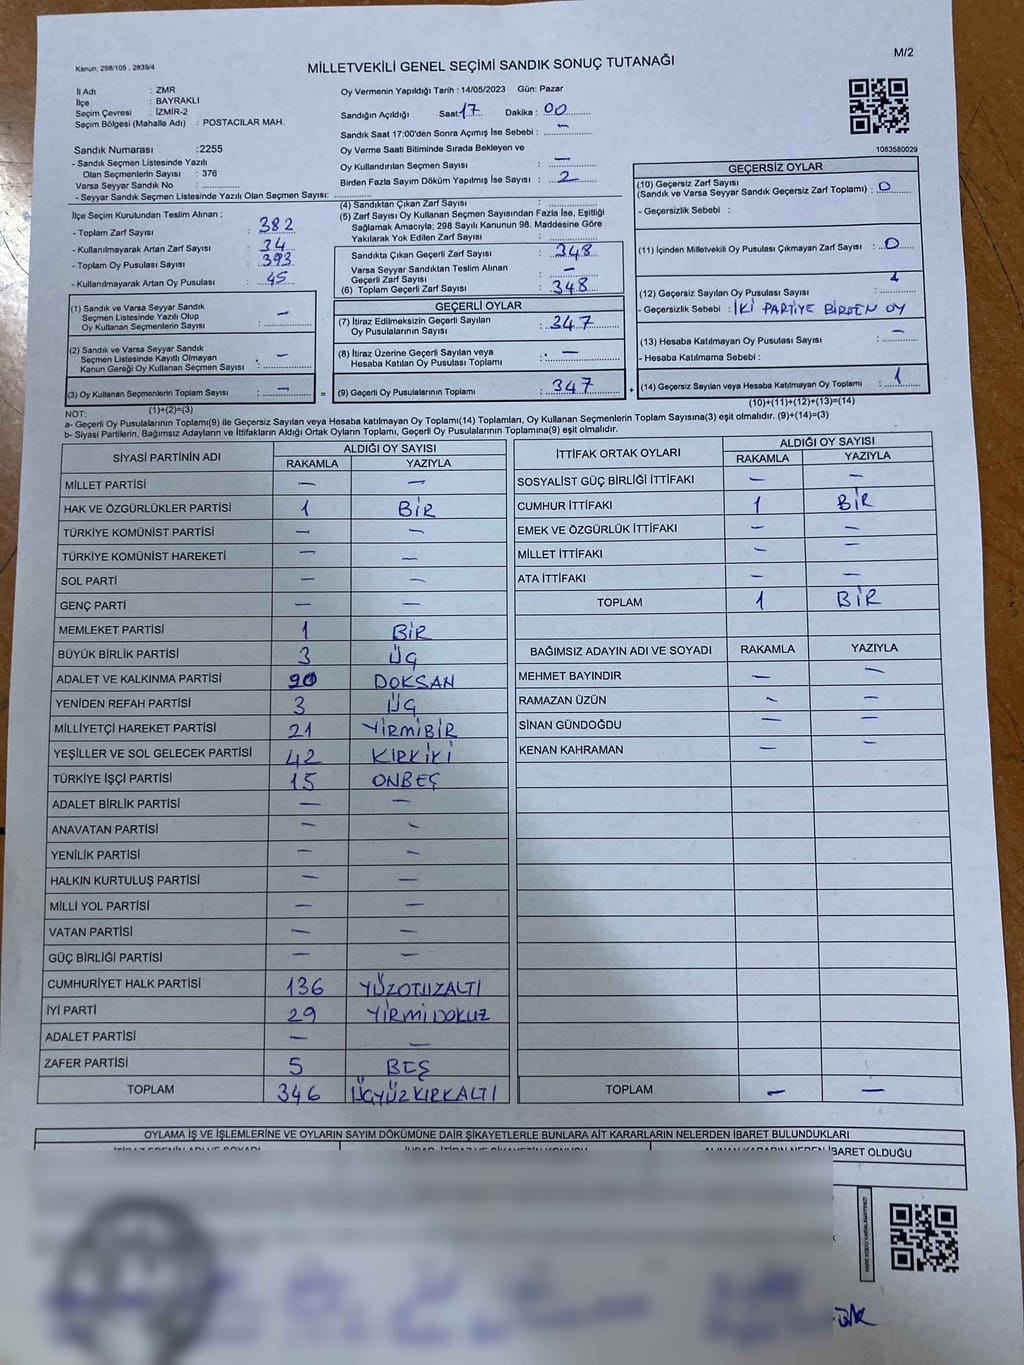 M/2
Kanun, 298/105 , 2839/4
MİLLETVEKİLİ GENEL SEÇİMİ SANDIK SONUÇ TUTANAĞI
İl Adı : ZMR
İlçe : BAYRAKLI
Seçim Çevresi : İZMİR-2
Seçim Bölgesi (Mahalle Adı) : POSTACILAR MAH.
Sandık Numarası :2255
- Sandık Seçmen Listesinde Yazılı
Olan Seçmenlerin Sayısı : 376
Varsa Seyyar Sandık No : ..............
- Seyyar Sandık Seçmen Listesinde Yazılı Olan Seçmen Sayısı: ..............
Oy Vermenin Yapıldığı Tarih : 14/05/2023 Gün: Pazar
Sandığın Açıldığı Saat:17 Dakika : 00
Sandık Saat 17:00'den Sonra Açımış İse Sebebi : —
Oy Verme Saati Bitiminde Sırada Bekleyen ve
Oy Kullandırılan Seçmen Sayısı : —
Birden Fazla Sayım Döküm Yapılmış İse Sayısı : 2
1083580029
İlçe Seçim Kurulundan Teslim Alınan ;
- Toplam Zarf Sayısı : 382
- Kullanılmayarak Artan Zarf Sayısı : 34
- Toplam Oy Pusulası Sayısı : 393
- Kullanılmayarak Artan Oy Pusulası : 45
(4) Sandıktan Çıkan Zarf Sayısı :
(5) Zarf Sayısı Oy Kullanan Seçmen Sayısından Fazla İse, Eşitliği
Sağlamak Amacıyla; 298 Sayılı Kanunun 98. Maddesine Göre
Yakılarak Yok Edilen Zarf Sayısı :
Sandıkta Çıkan Geçerli Zarf Sayısı : 348
Varsa Seyyar Sandıktan Teslim Alınan
Geçerli Zarf Sayısı : —
(6) Toplam Geçerli Zarf Sayısı : 348
GEÇERSİZ OYLAR
(10) Geçersiz Zarf Sayısı
(Sandık ve Varsa Seyyar Sandık Geçersiz Zarf Toplamı) : 0
- Geçersizlik Sebebi :
(11) İçinden Milletvekili Oy Pusulası Çıkmayan Zarf Sayısı : 0
(12) Geçersiz Sayılan Oy Pusulası Sayısı : 1
- Geçersizlik Sebebi : İKİ PARTİYE BİRDEN OY
(13) Hesaba Katılmayan Oy Pusulası Sayısı : —
- Hesaba Katılmama Sebebi :
(14) Geçersiz Sayılan veya Hesaba Katılmayan Oy Toplamı : 1
(10)+(11)+(12)+(13)=(14)
(1) Sandık ve Varsa Seyyar Sandık
Seçmen Listesinde Yazılı Olup
Oy Kullanan Seçmenlerin Sayısı : —
(2) Sandık ve Varsa Seyyar Sandık
Seçmen Listesinde Kayıtlı Olmayan
Kanun Gereği Oy Kullanan Seçmen Sayısı : —
(3) Oy Kullanan Seçmenlerin Toplam Sayısı : —
(1)+(2)=(3)
=
GEÇERLİ OYLAR
(7) İtiraz Edilmeksizin Geçerli Sayılan
Oy Pusulalarının Sayısı : 347
(8) İtiraz Üzerine Geçerli Sayılan veya
Hesaba Katılan Oy Pusulası Toplamı : —
(9) Geçerli Oy Pusulalarının Toplamı : 347
+
NOT:
a- Geçerli Oy Pusulalarının Toplamı(9) ile Geçersiz Sayılan veya Hesaba katılmayan Oy Toplamı(14) Toplamları, Oy Kullanan Seçmenlerin Toplam Sayısına(3) eşit olmalıdır. (9)+(14)=(3)
b- Siyasi Partilerin, Bağımsız Adayların ve İttifakların Aldığı Ortak Oyların Toplamı, Geçerli Oy Pusulalarının Toplamına(9) eşit olmalıdır.
SİYASİ PARTİNİN ADI ALDIĞI OY SAYISI
RAKAMLA YAZIYLA
MİLLET PARTİSİ — —
HAK VE ÖZGÜRLÜKLER PARTİSİ 1 BİR
TÜRKİYE KOMÜNİST PARTİSİ — —
TÜRKİYE KOMÜNİST HAREKETİ — —
SOL PARTİ — —
GENÇ PARTİ — —
MEMLEKET PARTİSİ 1 BİR
BÜYÜK BİRLİK PARTİSİ 3 ÜÇ
ADALET VE KALKINMA PARTİSİ 90 DOKSAN
YENİDEN REFAH PARTİSİ 3 ÜÇ
MİLLİYETÇİ HAREKET PARTİSİ 21 YİRMİBİR
YEŞİLLER VE SOL GELECEK PARTİSİ 42 KIRKİKİ
TÜRKİYE İŞÇİ PARTİSİ 15 ONBEŞ
ADALET BİRLİK PARTİSİ — —
ANAVATAN PARTİSİ — —
YENİLİK PARTİSİ — —
HALKIN KURTULUŞ PARTİSİ — —
MİLLİ YOL PARTİSİ — —
VATAN PARTİSİ — —
GÜÇ BİRLİĞİ PARTİSİ — —
CUMHURİYET HALK PARTİSİ 136 YÜZOTUZALTI
İYİ PARTİ 29 YİRMİDOKUZ
ADALET PARTİSİ — —
ZAFER PARTİSİ 5 BEŞ
TOPLAM 346 ÜÇYÜZKIRKALTI
İTTİFAK ORTAK OYLARI ALDIĞI OY SAYISI
RAKAMLA YAZIYLA
SOSYALİST GÜÇ BİRLİĞİ İTTİFAKI — —
CUMHUR İTTİFAKI 1 BİR
EMEK VE ÖZGÜRLÜK İTTİFAKI — —
MİLLET İTTİFAKI — —
ATA İTTİFAKI — —
TOPLAM 1 BİR
BAĞIMSIZ ADAYIN ADI VE SOYADI RAKAMLA YAZIYLA
MEHMET BAYINDIR — —
RAMAZAN ÜZÜN — —
SİNAN GÜNDOĞDU — —
KENAN KAHRAMAN — —
TOPLAM — —
OYLAMA İŞ VE İŞLEMLERİNE VE OYLARIN SAYIM DÖKÜMÜNE DAİR ŞİKAYETLERLE BUNLARA AİT KARARLARIN NELERDEN İBARET BULUNDUKLARI
ALINAN KARARIN NEDEN İBARET OLDUĞU